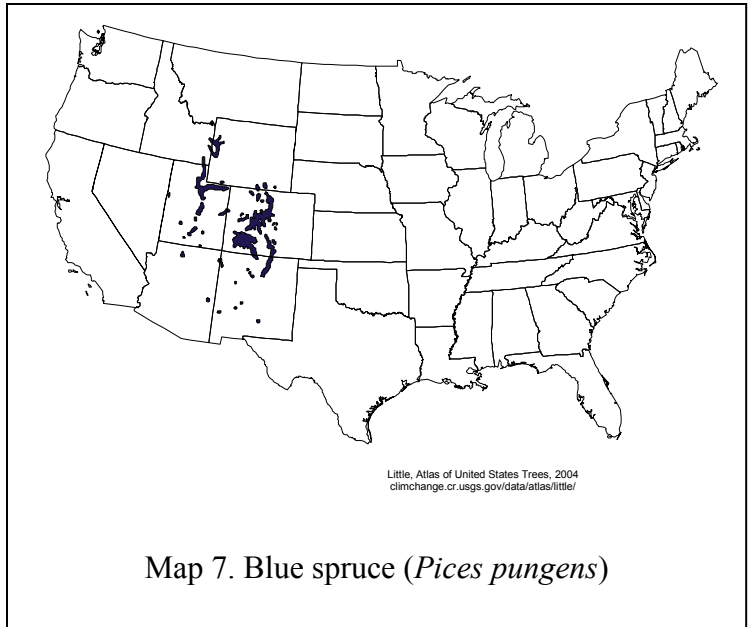 Little, Atlas of United States Trees, 2004
climchange.cr.usgs.gov/data/atlas/little/
Map 7. Blue spruce (Pices pungens)